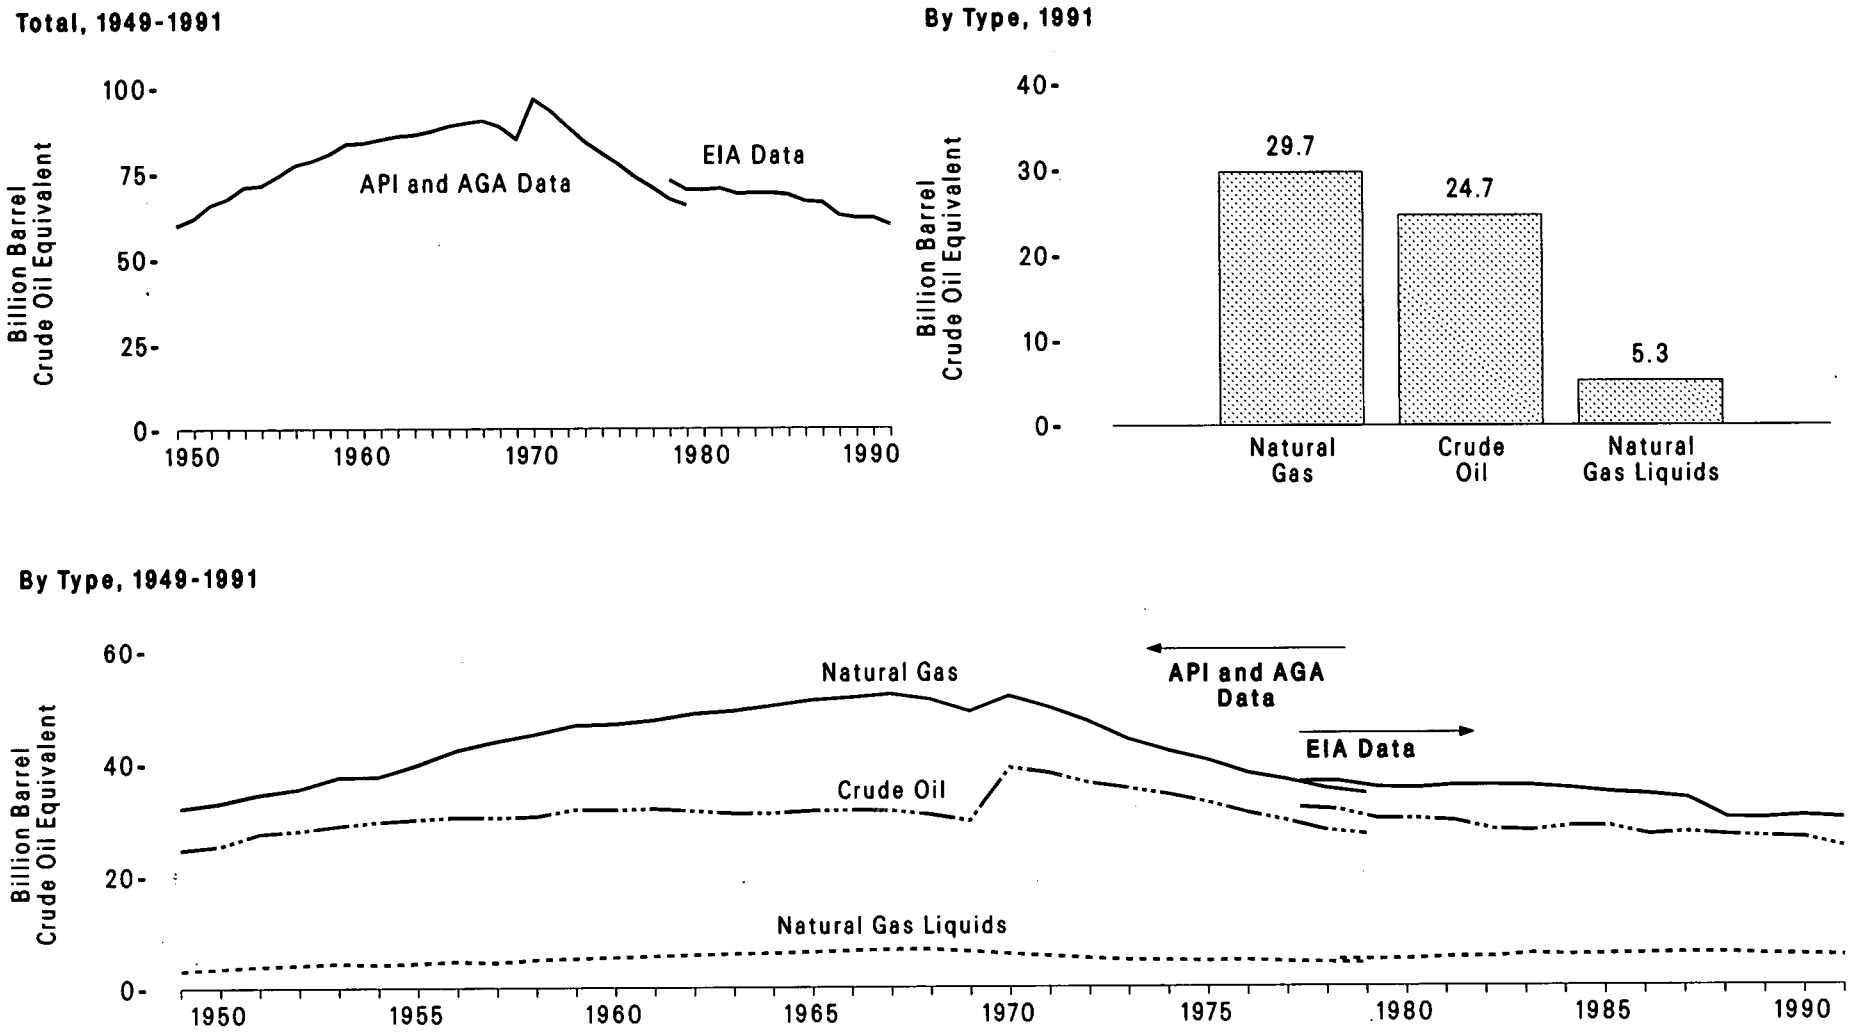 Total, 1949-1991
100-
75-
50-
25-
0-
Billion Barrel
Crude Oil Equivalent
API and AGA Data
EIA Data
1950 1960 1970 1980 1990
By Type, 1991
40-
30-
20-
10-
0-
Billion Barrel
Crude Oil Equivalent
29.7
24.7
5.3
Natural
Gas
Crude
Oil
Natural
Gas Liquids
By Type, 1949-1991
60-
40-
20-
0-
Billion Barrel
Crude Oil Equivalent
Natural Gas
API and AGA
Data
EIA Data
Crude Oil
Natural Gas Liquids
1950 1955 1960 1965 1970 1975 1980 1985 1990